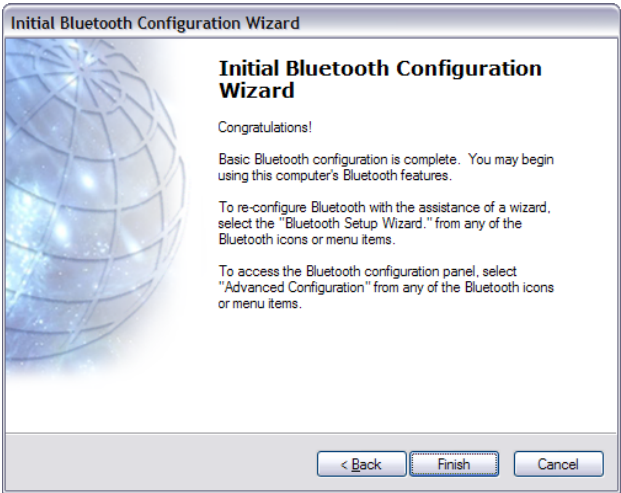 Initial Bluetooth Configuration Wizard
Initial Bluetooth Configuration
Wizard
Congratulations!
Basic Bluetooth configuration is complete.  You may begin
using this computer's Bluetooth features.
To re-configure Bluetooth with the assistance of a wizard,
select the "Bluetooth Setup Wizard." from any of the
Bluetooth icons or menu items.
To access the Bluetooth configuration panel, select
"Advanced Configuration" from any of the Bluetooth icons
or menu items.
< Back
Finish
Cancel